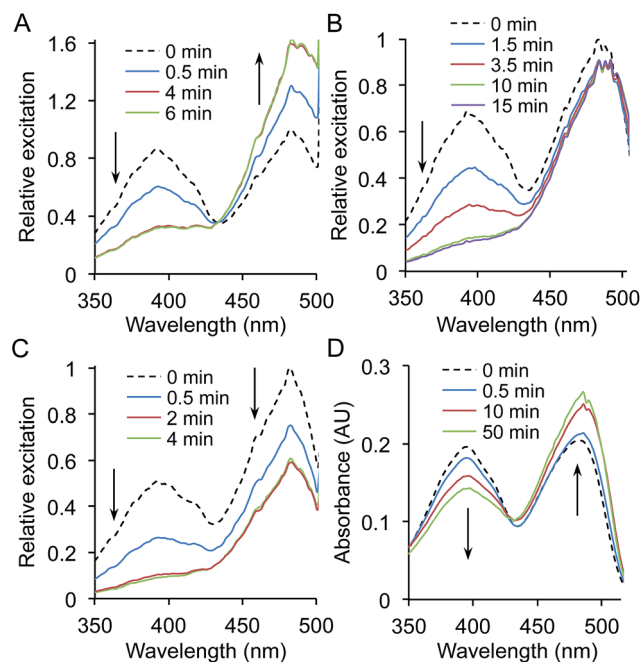 A
Relative excitation
1.6
1.2
0.8
0.4
0
0 min
0.5 min
4 min
6 min
350 400 450 500
Wavelength (nm)
B
Relative excitation
1
0.8
0.6
0.4
0.2
0
0 min
1.5 min
3.5 min
10 min
15 min
350 400 450 500
Wavelength (nm)
C
Relative excitation
1
0.8
0.6
0.4
0.2
0
0 min
0.5 min
2 min
4 min
350 400 450 500
Wavelength (nm)
D
Absorbance (AU)
0.3
0.2
0.1
0
0 min
0.5 min
10 min
50 min
350 400 450 500
Wavelength (nm)